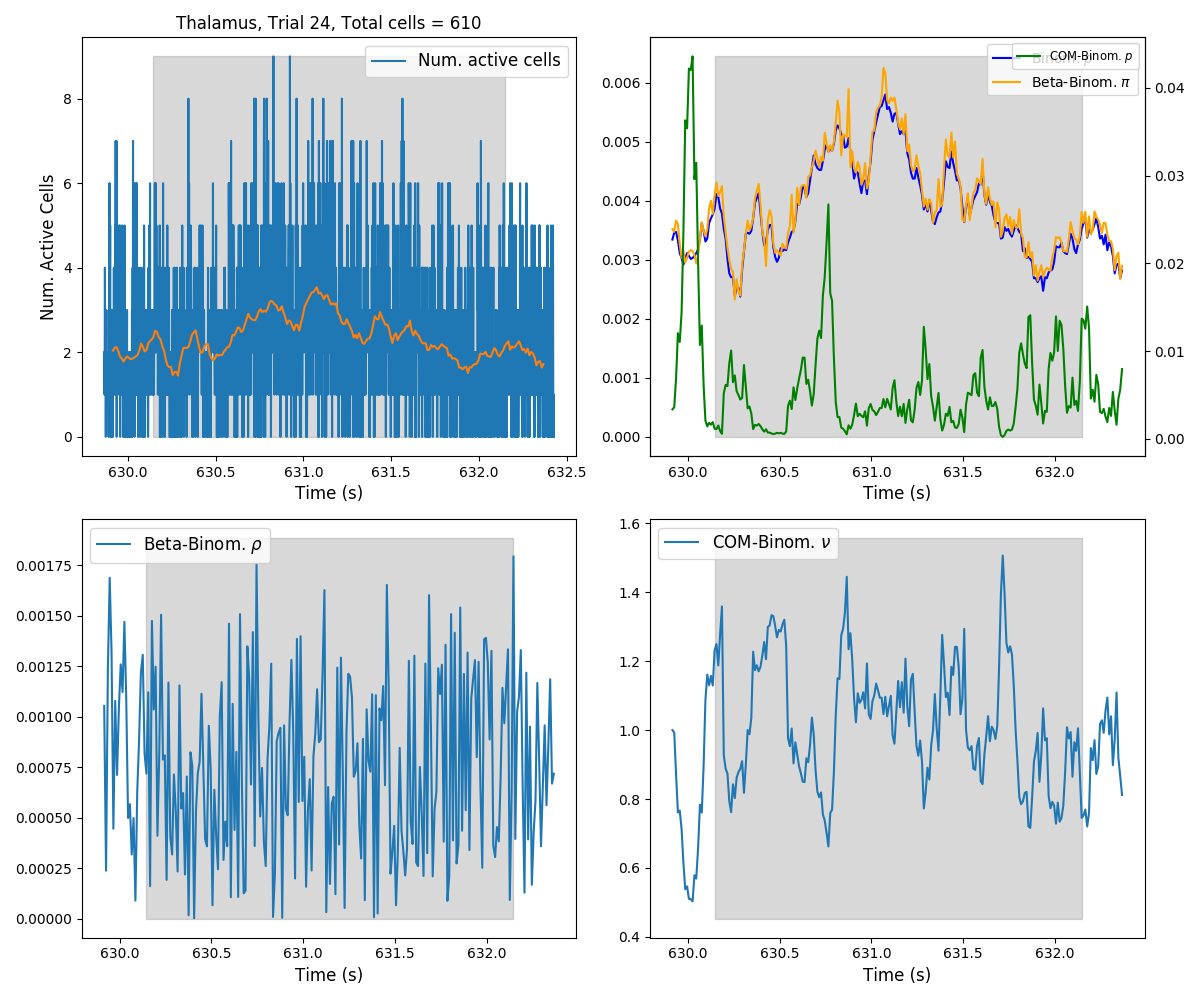 Thalamus, Trial 24, Total cells = 610
Num. active cells
8
6
4
2
0
Num. Active Cells
630.0 630.5 631.0 631.5 632.0 632.5
Time (s)
COM-Binom. p
Beta-Binom. π
0.006
0.005
0.004
0.003
0.002
0.001
0.000
0.04
0.03
0.02
0.01
0.00
630.0 630.5 631.0 631.5 632.0
Time (s)
Beta-Binom. ρ
0.00175
0.00150
0.00125
0.00100
0.00075
0.00050
0.00025
0.00000
630.0 630.5 631.0 631.5 632.0
Time (s)
COM-Binom. ν
1.6
1.4
1.2
1.0
0.8
0.6
0.4
630.0 630.5 631.0 631.5 632.0
Time (s)